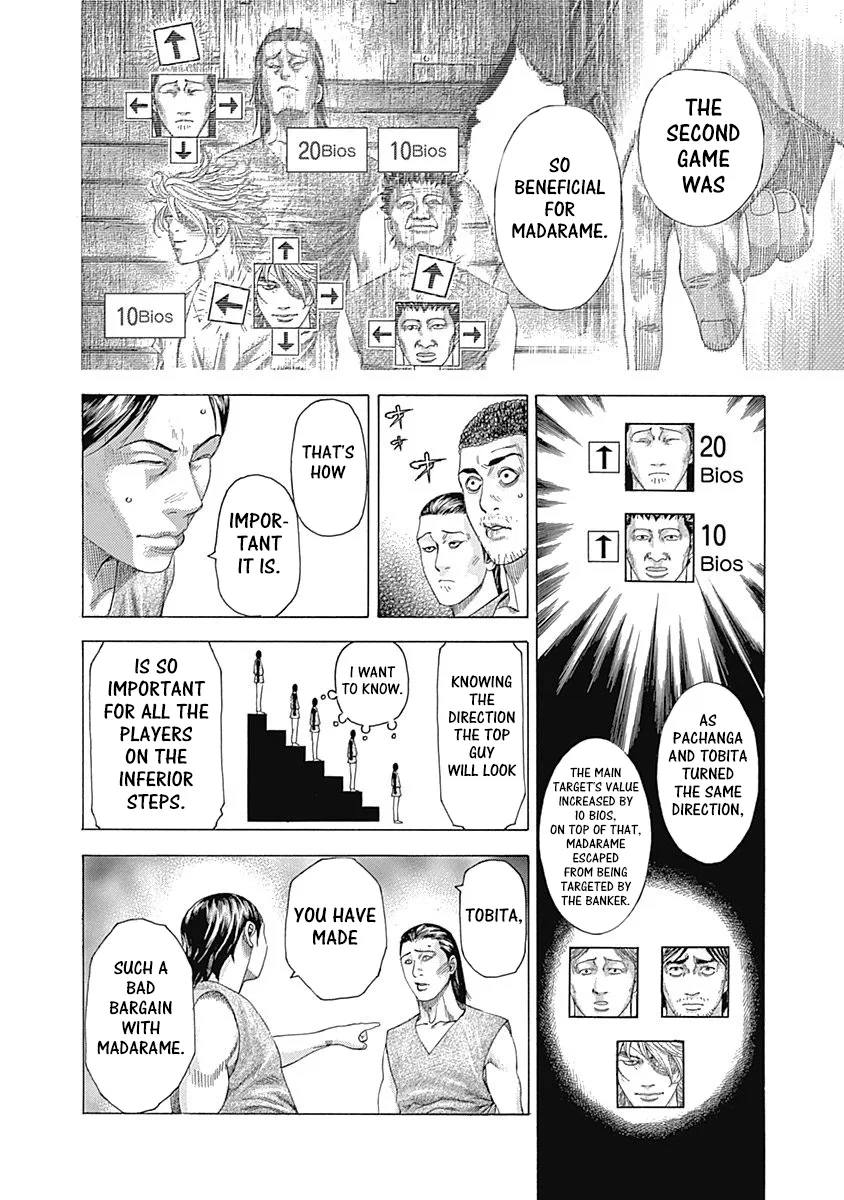 THE
SECOND
GAME
WAS
SO
BENEFICIAL
FOR
MADARAME.
20Bios
10Bios
10Bios
20
Bios
10
Bios
AS
PACHANGA
AND TOBITA
TURNED
THE SAME
DIRECTION,
THE MAIN
TARGET'S VALUE
INCREASED BY
10 BIOS,
ON TOP OF THAT,
MADARAME
ESCAPED
FROM BEING
TARGETED BY
THE BANKER.
THAT'S
HOW
IMPOR-
TANT
IT IS.
KNOWING
THE
DIRECTION
THE TOP
GUY
WILL LOOK
I WANT
TO KNOW.
IS SO
IMPORTANT
FOR ALL THE
PLAYERS
ON THE
INFERIOR
STEPS.
TOBITA,
YOU HAVE
MADE
SUCH A
BAD
BARGAIN
WITH
MADARAME.